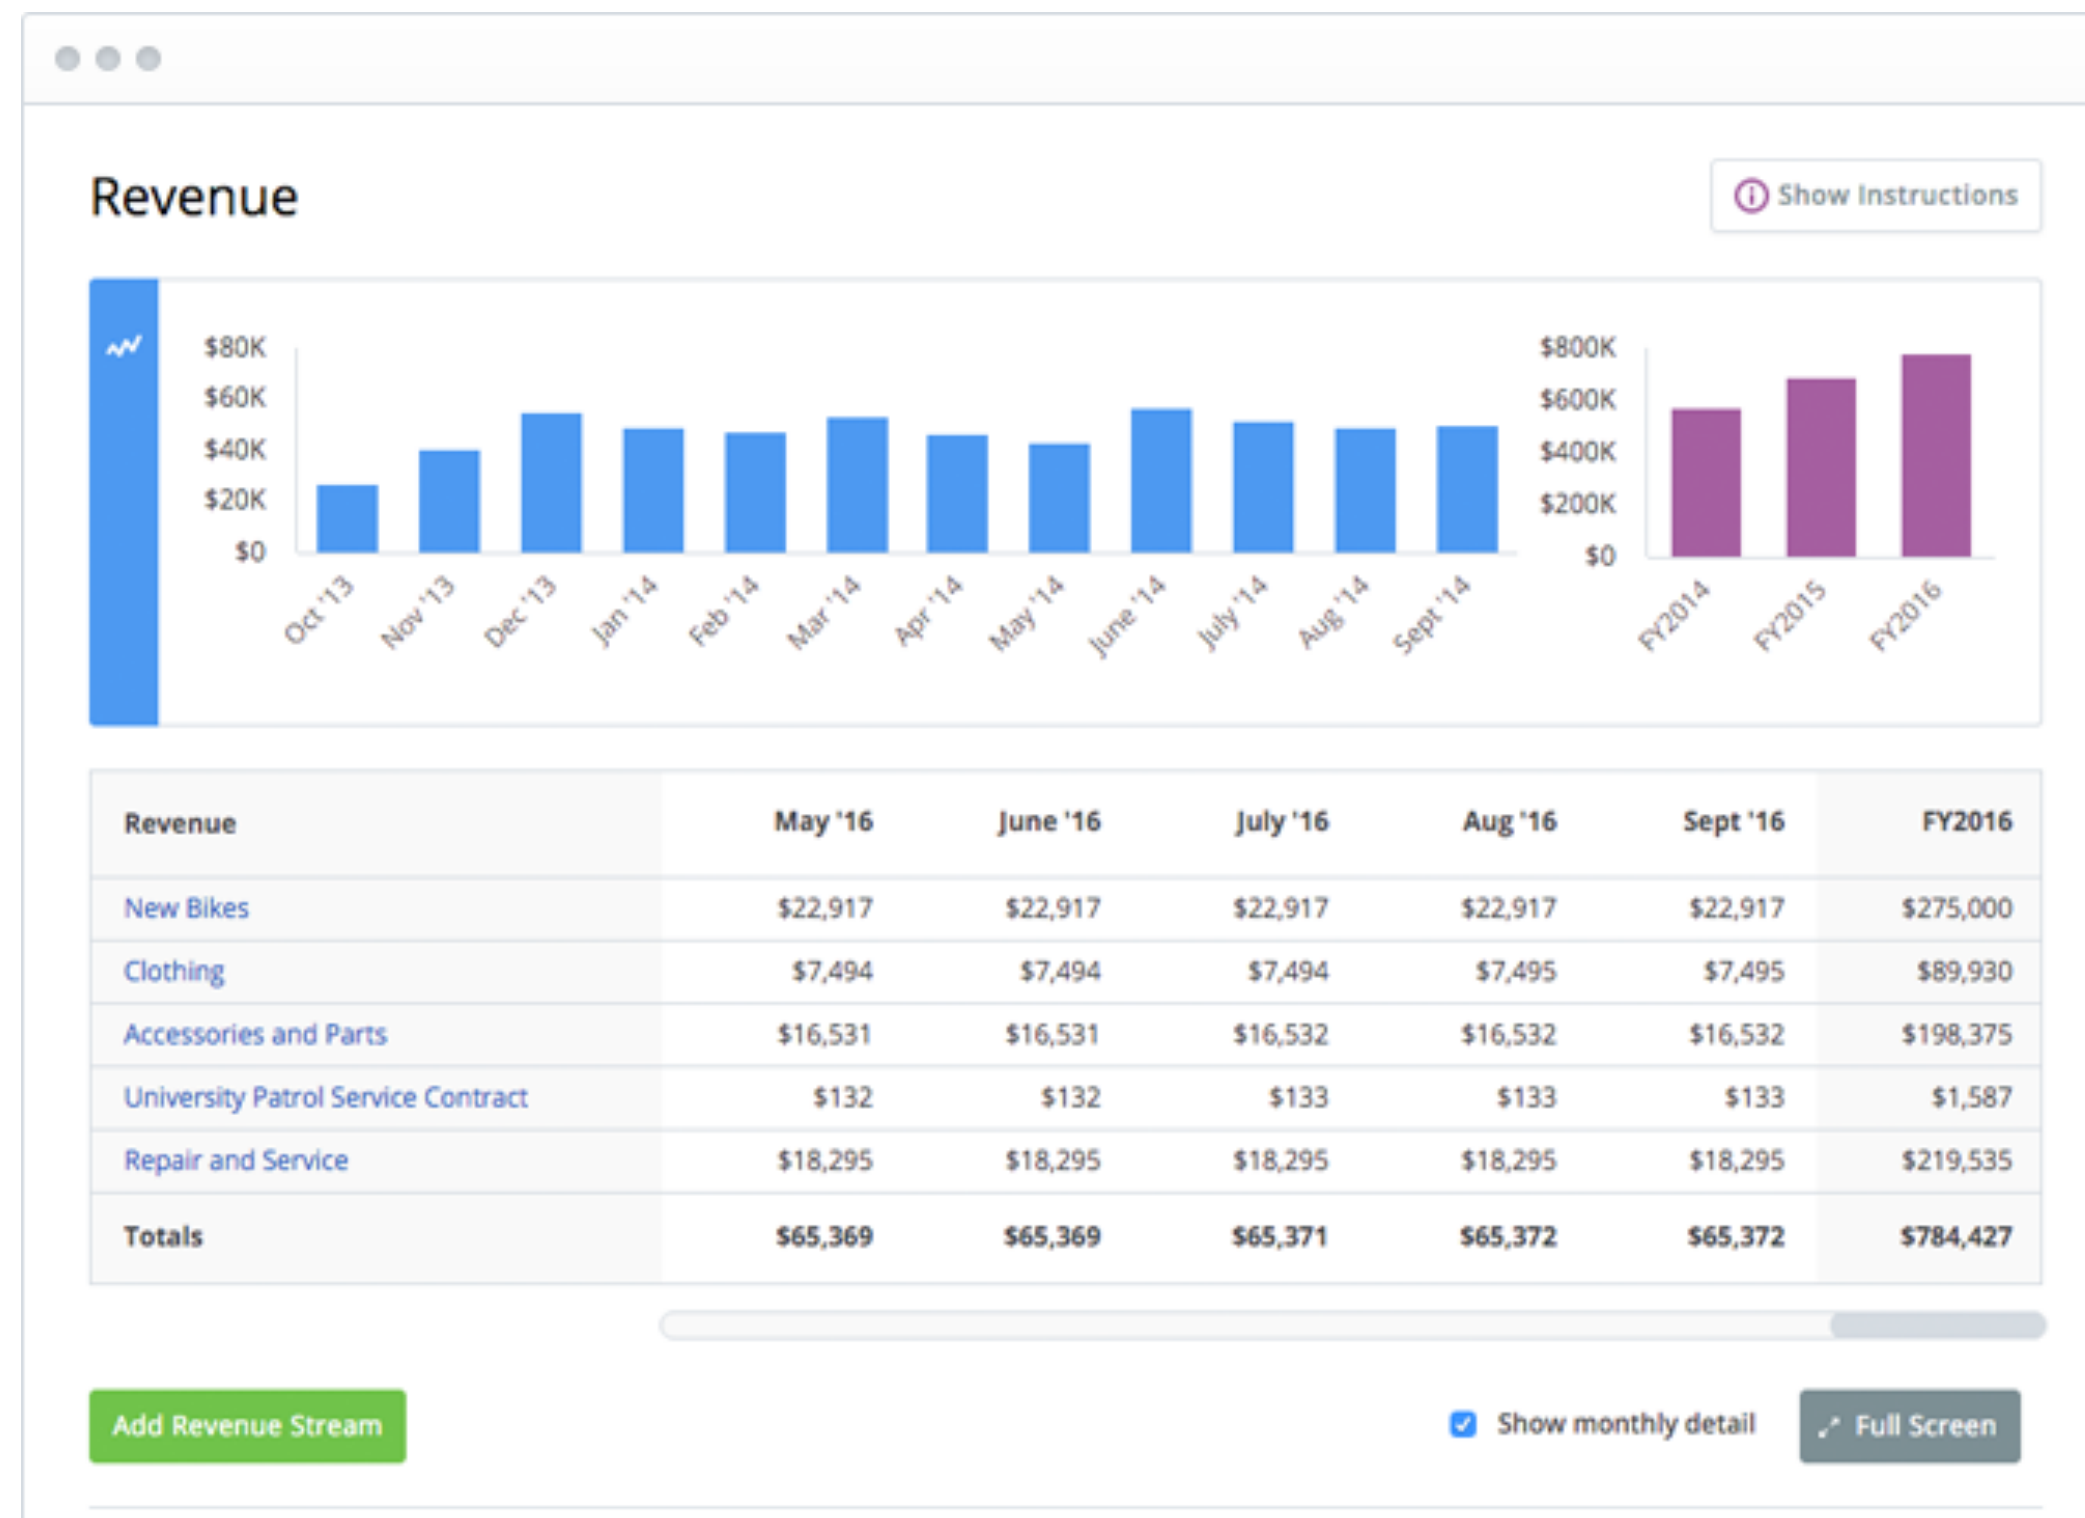 Revenue
Show Instructions
$80K
$60K
$40K
$20K
$0
Oct '13 Nov '13 Dec '13 Jan '14 Feb '14 Mar '14 Apr '14 May '14 June '14 July '14 Aug '14 Sept '14
$800K
$600K
$400K
$200K
$0
FY2014 FY2015 FY2016
Revenue May '16 June '16 July '16 Aug '16 Sept '16 FY2016
New Bikes $22,917 $22,917 $22,917 $22,917 $22,917 $275,000
Clothing $7,494 $7,494 $7,494 $7,495 $7,495 $89,930
Accessories and Parts $16,531 $16,531 $16,532 $16,532 $16,532 $198,375
University Patrol Service Contract $132 $132 $133 $133 $133 $1,587
Repair and Service $18,295 $18,295 $18,295 $18,295 $18,295 $219,535
Totals $65,369 $65,369 $65,371 $65,372 $65,372 $784,427
Add Revenue Stream
Show monthly detail
Full Screen